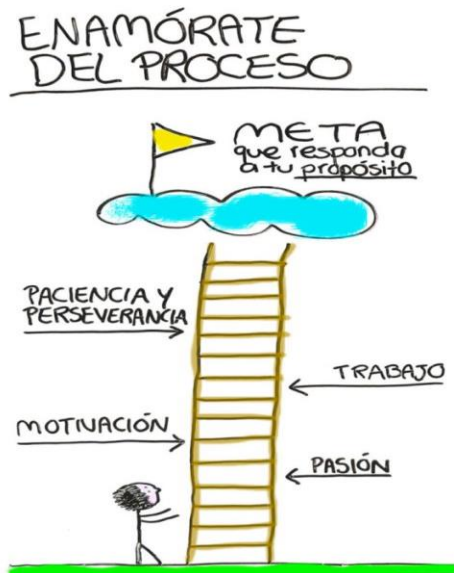 ENAMÓRATE
DEL PROCESO
META
que responda
a tu propósito
PACIENCIA Y
PERSEVERANCIA
TRABAJO
MOTIVACIÓN
PASIÓN